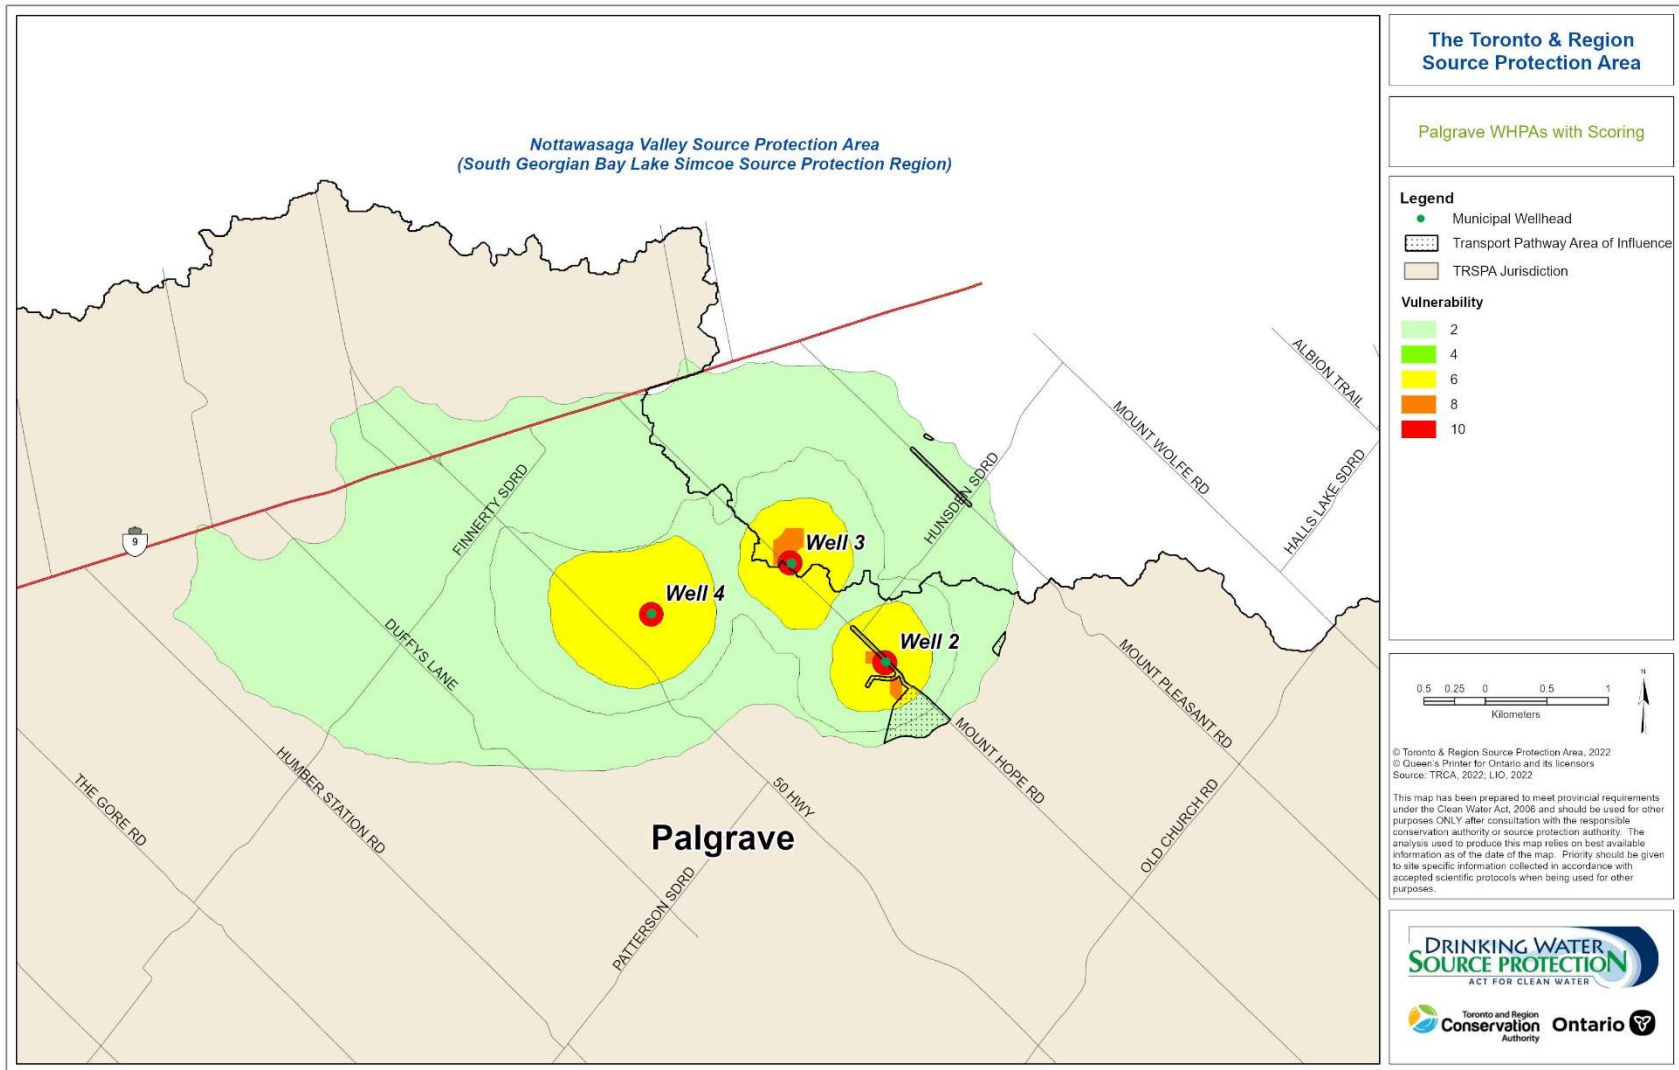 The Toronto & Region
Source Protection Area
Palgrave WHPAs with Scoring
Nottawasaga Valley Source Protection Area
(South Georgian Bay Lake Simcoe Source Protection Region)
Legend
Municipal Wellhead
Transport Pathway Area of Influence
TRSPA Jurisdiction
Vulnerability
2
4
6
8
10
ALBION TRAIL
MOUNT WOLFE RD
HALLS LAKE SDRD
HUNSDEN SDRD
FINNERTY SDRD
9
Well 3
Well 4
Well 2
DUFFYS LANE
MOUNT PLEASANT RD
MOUNT HOPE RD
HUMBER STATION RD
THE GORE RD
50 HWY
OLD CHURCH RD
Palgrave
PATTERSON SDRD
N
0.5 0.25 0 0.5 1
Kilometers
© Toronto & Region Source Protection Area, 2022
© Queen's Printer for Ontario and its licensors
Source: TRCA, 2022; LIO, 2022
This map has been prepared to meet provincial requirements
under the Clean Water Act, 2006 and should be used for other
purposes ONLY after consultation with the responsible
conservation authority or source protection authority. The
analysis used to produce this map relies on best available
information as of the date of the map. Priority should be given
to site specific information collected in accordance with
accepted scientific protocols when being used for other
purposes.
DRINKING WATER
SOURCE PROTECTION
ACT FOR CLEAN WATER
Toronto and Region
Conservation
Authority
Ontario